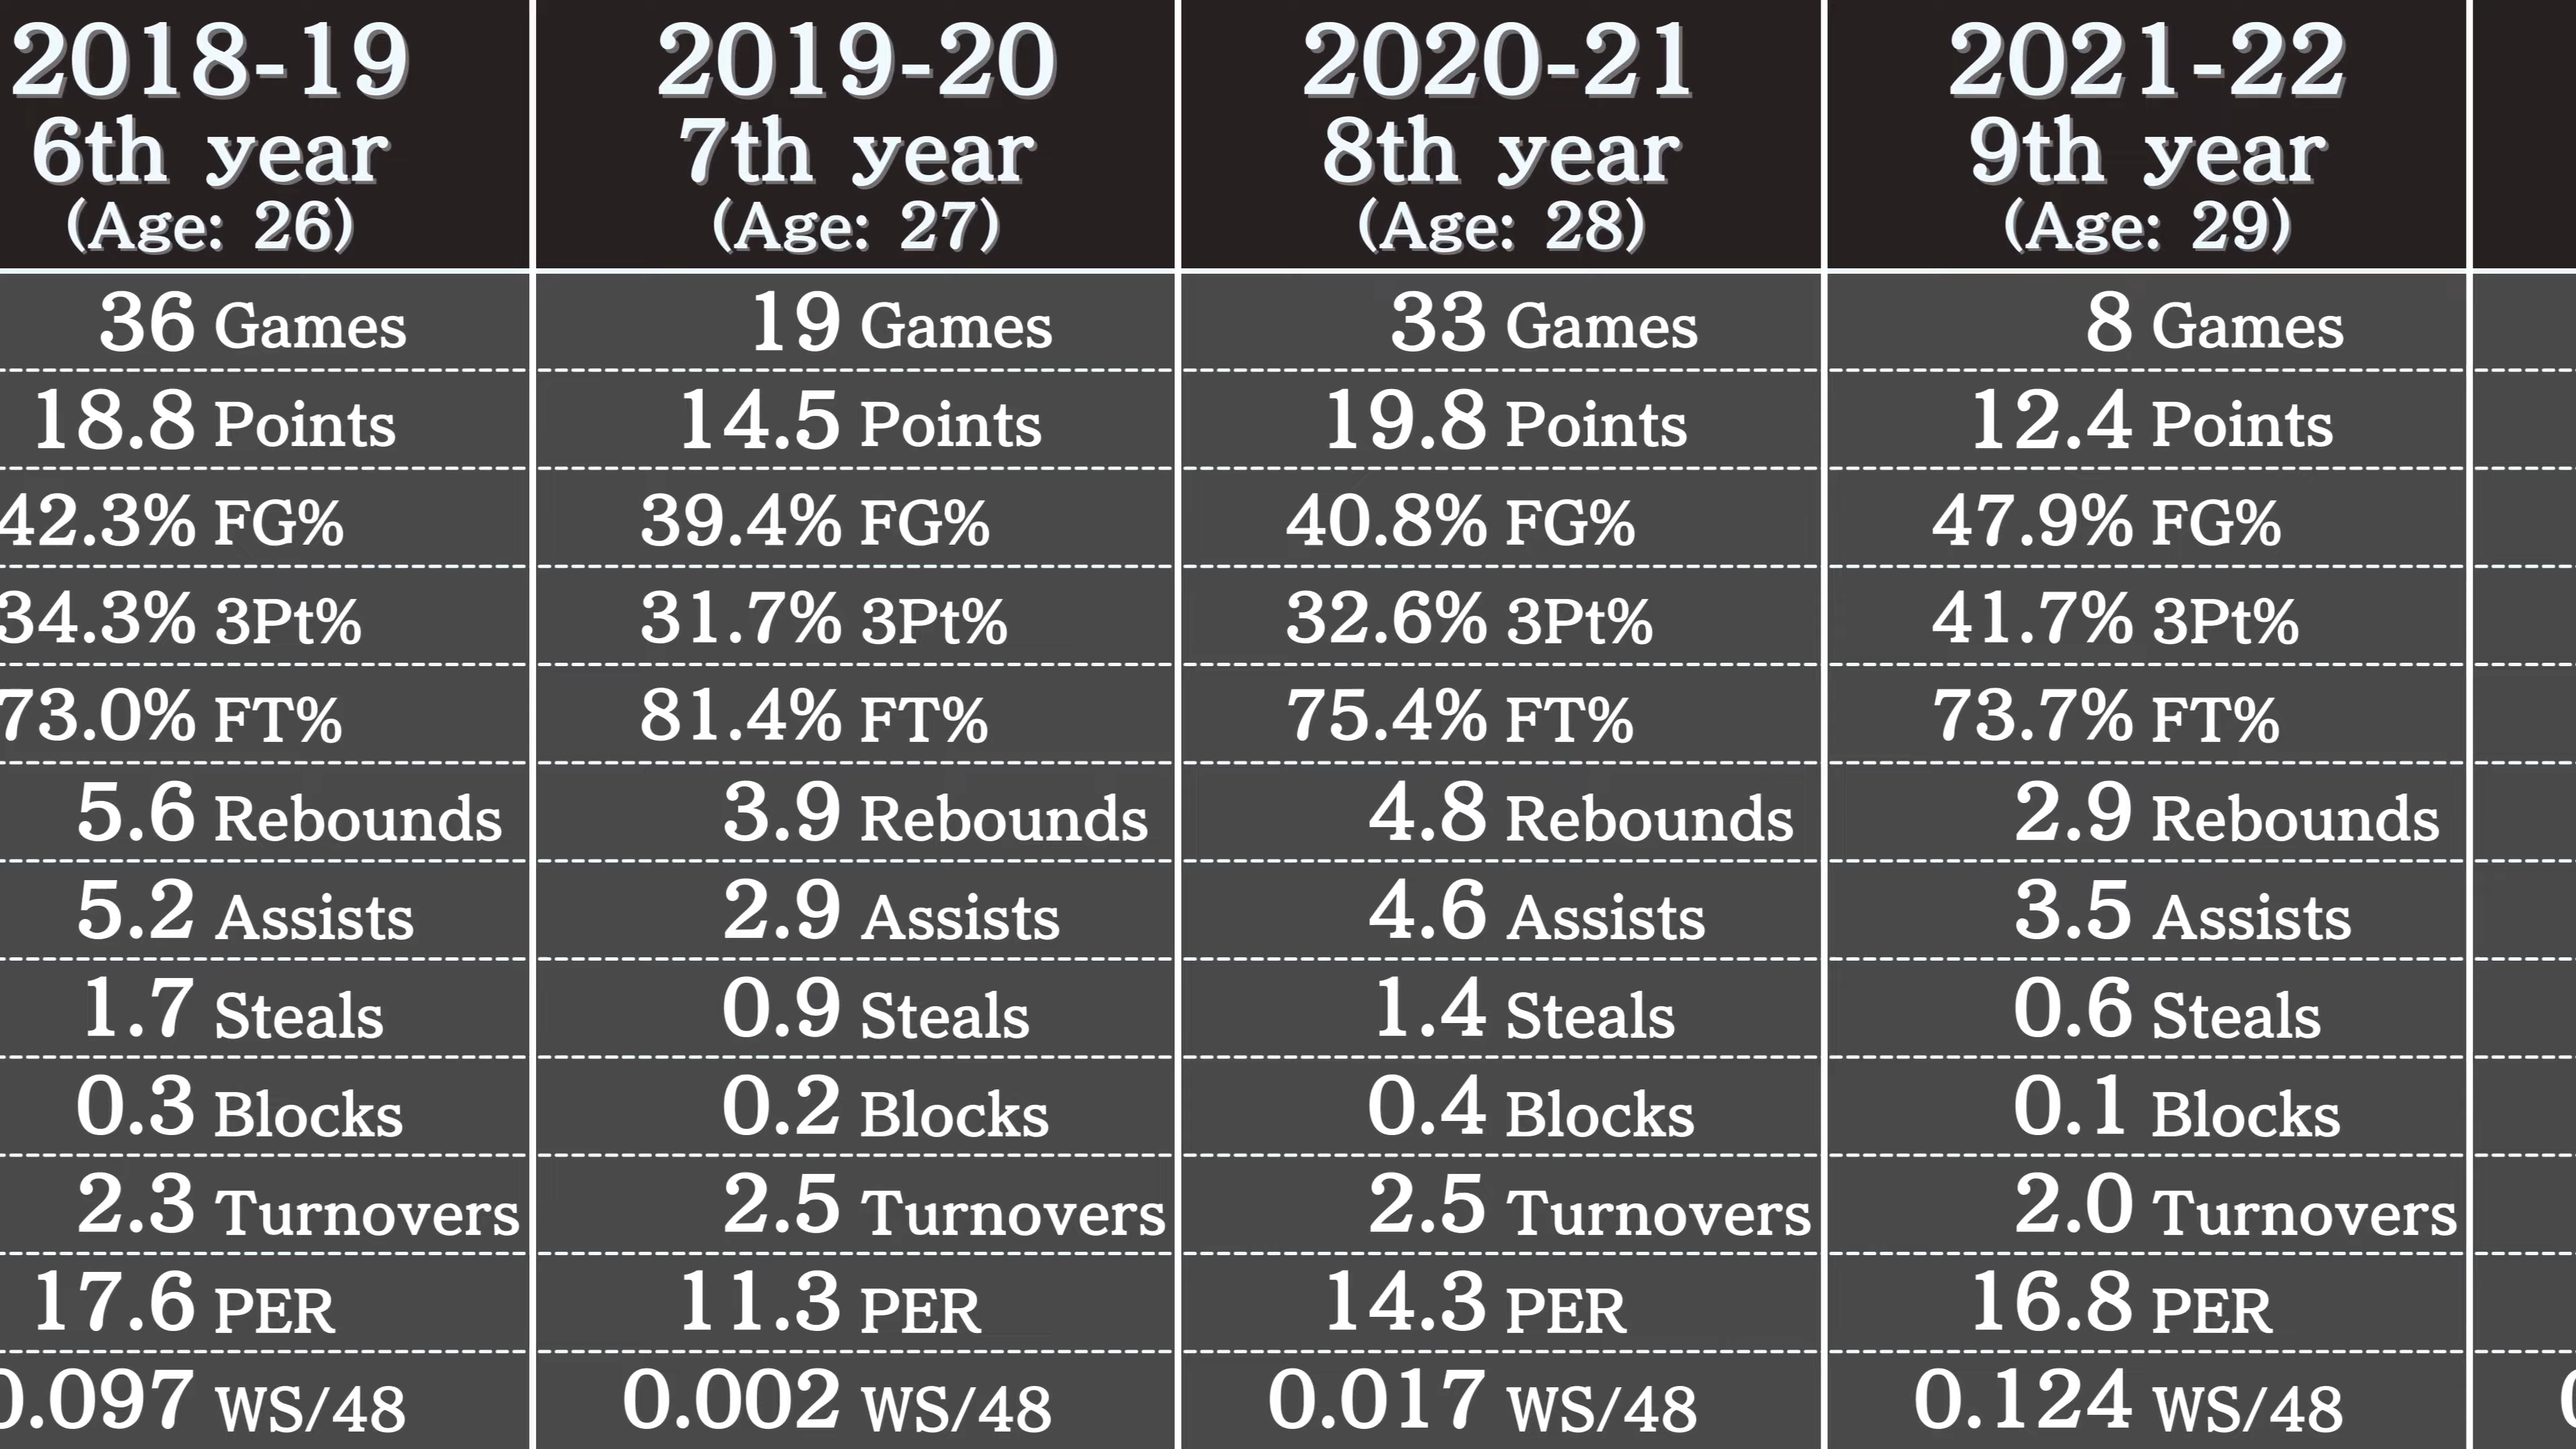 2018-19 2019-20 2020-21 2021-22
6th year 7th year 8th year 9th year
(Age: 26) (Age: 27) (Age: 28) (Age: 29)
36 Games 19 Games 33 Games 8 Games
18.8 Points 14.5 Points 19.8 Points 12.4 Points
42.3% FG% 39.4% FG% 40.8% FG% 47.9% FG%
34.3% 3Pt% 31.7% 3Pt% 32.6% 3Pt% 41.7% 3Pt%
73.0% FT% 81.4% FT% 75.4% FT% 73.7% FT%
5.6 Rebounds 3.9 Rebounds 4.8 Rebounds 2.9 Rebounds
5.2 Assists 2.9 Assists 4.6 Assists 3.5 Assists
1.7 Steals 0.9 Steals 1.4 Steals 0.6 Steals
0.3 Blocks 0.2 Blocks 0.4 Blocks 0.1 Blocks
2.3 Turnovers 2.5 Turnovers 2.5 Turnovers 2.0 Turnovers
17.6 PER 11.3 PER 14.3 PER 16.8 PER
0.097 WS/48 0.002 WS/48 0.017 WS/48 0.124 WS/48